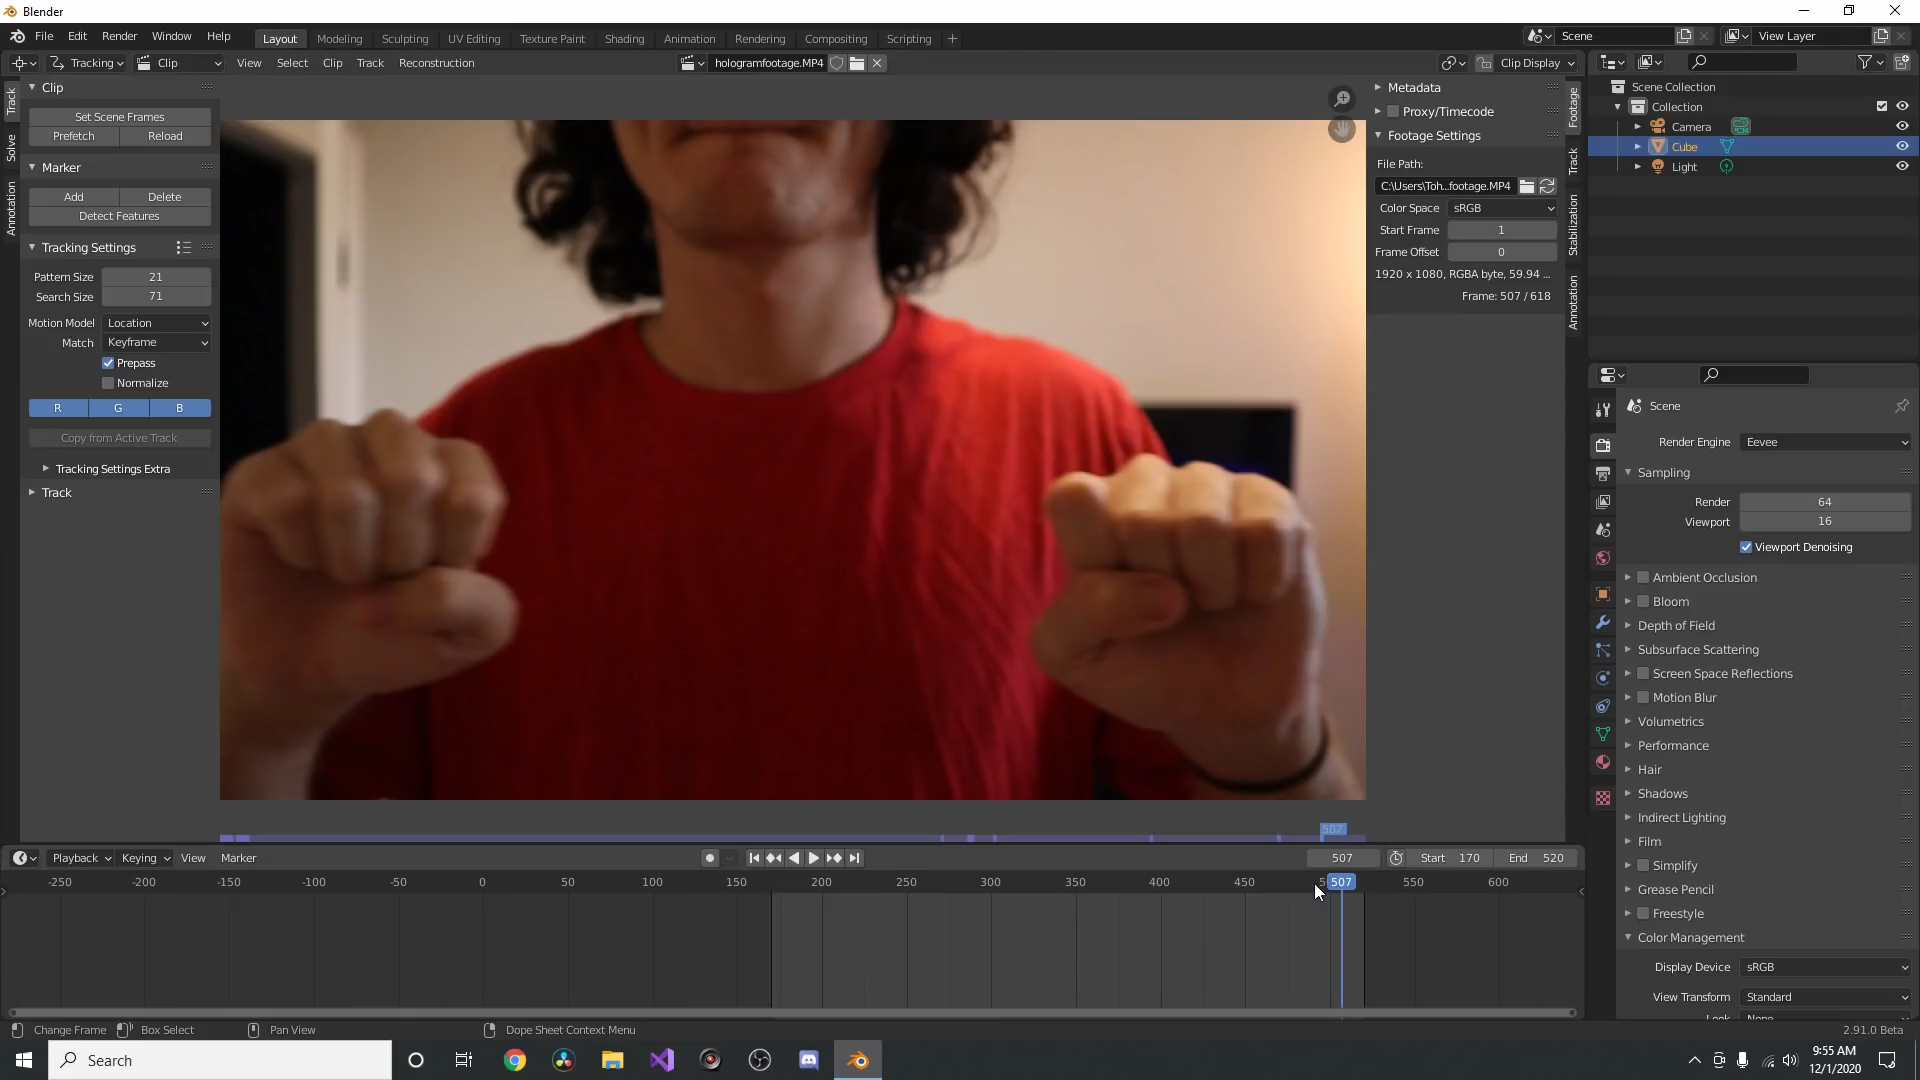 Blender
File Edit Render Window Help
Layout Modeling Sculpting UV Editing Texture Paint Shading Animation Rendering Compositing Scripting
Scene
View Layer
Tracking Clip View Select Clip Track Reconstruction
hologramfootage.MP4
Clip Display
Track
Solve
Annotation
Clip
Set Scene Frames
Prefetch Reload
Marker
Add Delete
Detect Features
Tracking Settings
Pattern Size 21
Search Size 71
Motion Model Location
Match Keyframe
Prepass
Normalize
R G B
Copy from Active Track
Tracking Settings Extra
Track
Metadata
Proxy/Timecode
Footage Settings
File Path:
C:\Users\Toh...footage.MP4
Color Space sRGB
Start Frame 1
Frame Offset 0
1920 x 1080, RGBA byte, 59.94 ...
Frame: 507 / 618
Footage
Track
Stabilization
Annotation
Scene Collection
Collection
Camera
Cube
Light
Scene
Render Engine Eevee
Sampling
Render 64
Viewport 16
Viewport Denoising
Ambient Occlusion
Bloom
Depth of Field
Subsurface Scattering
Screen Space Reflections
Motion Blur
Volumetrics
Performance
Hair
Shadows
Indirect Lighting
Film
Simplify
Grease Pencil
Freestyle
Color Management
Display Device sRGB
View Transform Standard
507
Playback Keying View Marker
507 Start 170 End 520
-250 -200 -150 -100 -50 0 50 100 150 200 250 300 350 400 450 507 550 600
Change Frame Box Select Pan View Dope Sheet Context Menu
2.91.0 Beta
Search
9:55 AM
12/1/2020